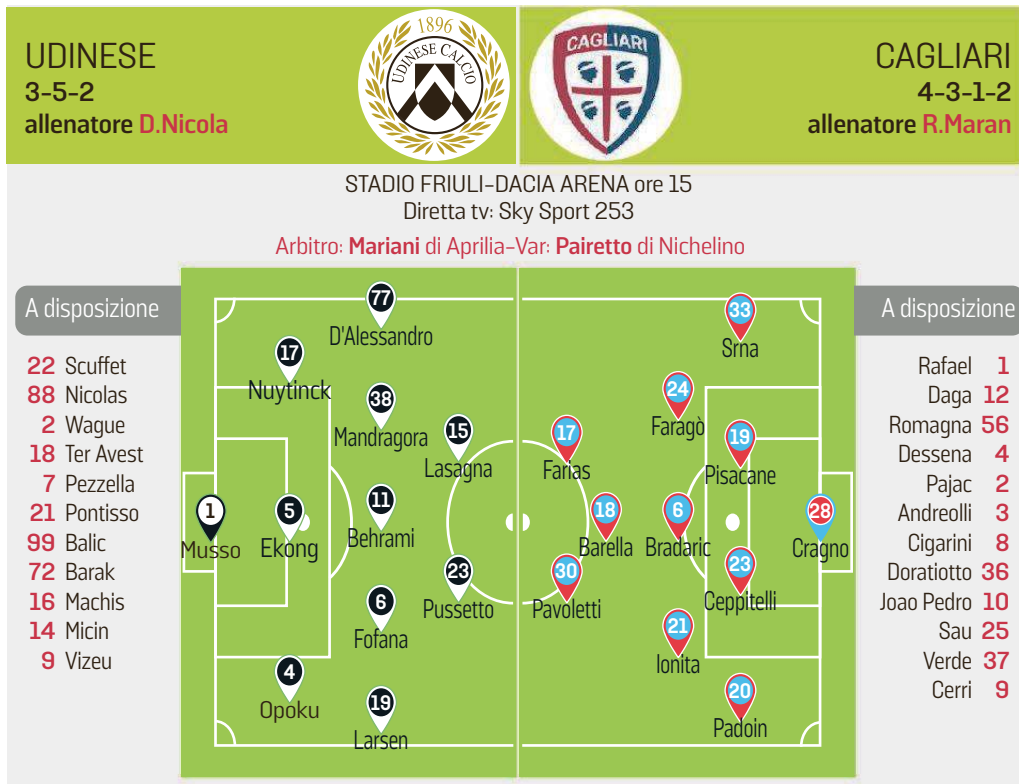 UDINESE
3-5-2
allenatore D.Nicola
1896
UDINESE CALCIO
CAGLIARI
CAGLIARI
4-3-1-2
allenatore R.Maran
STADIO FRIULI-DACIA ARENA ore 15
Diretta tv: Sky Sport 253
Arbitro: Mariani di Aprilia-Var: Pairetto di Nichelino
A disposizione
22 Scuffet
88 Nicolas
2 Wague
18 Ter Avest
7 Pezzella
21 Pontisso
99 Balic
72 Barak
16 Machis
14 Micin
9 Vizeu
77
D'Alessandro
17
Nuytinck
38
Mandragora
15
Lasagna
1
Musso
5
Ekong
11
Behrami
23
Pussetto
6
Fofana
4
Opoku
19
Larsen
33
Srna
24
Faragò
17
Farias
19
Pisacane
18
Barella
6
Bradaric
28
Cragno
30
Pavoletti
23
Ceppitelli
21
Ionita
20
Padoin
A disposizione
Rafael 1
Daga 12
Romagna 56
Dessena 4
Pajac 2
Andreolli 3
Cigarini 8
Doratiotto 36
Joao Pedro 10
Sau 25
Verde 37
Cerri 9